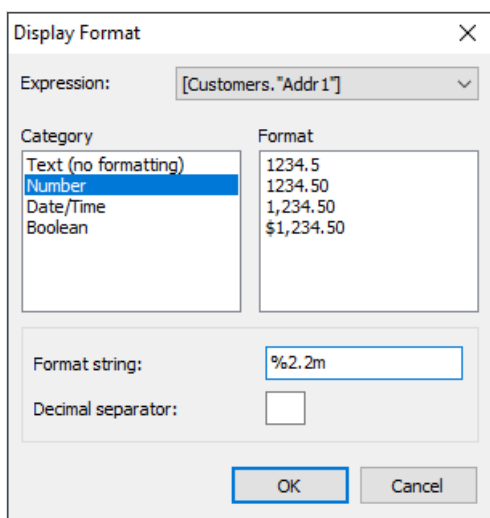 Display Format
Expression: [Customers."Addr1"]
Category Format
Text (no formatting) 1234.5
Number 1234.50
Date/Time 1,234.50
Boolean $1,234.50
Format string: %2.2m
Decimal separator:
OK Cancel